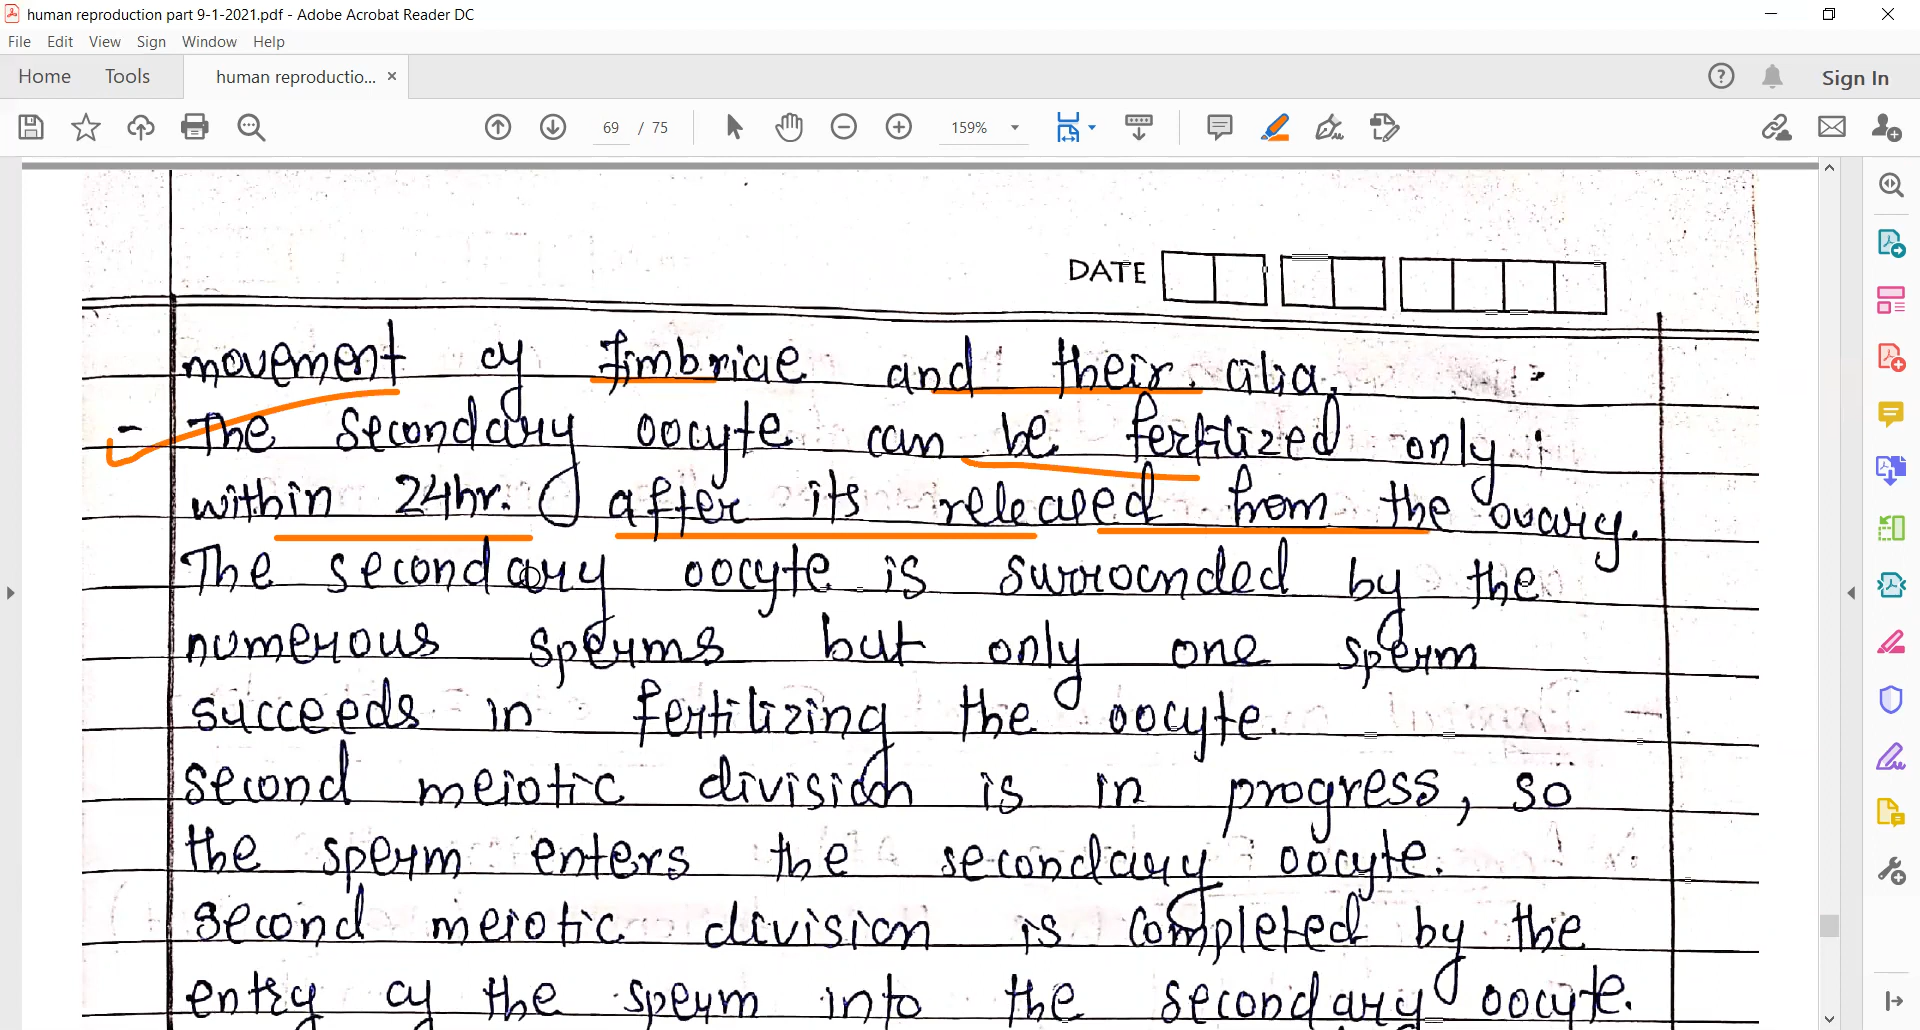 human reproduction part 9-1-2021.pdf - Adobe Acrobat Reader DC
File Edit View Sign Window Help
Home Tools human reproductio... × Sign In
69 / 75 159%
DATE
movement of fimbriae and their cilia.
- The secondary oocyte can be fertilized only
within 24hr. after its released from the ovary.
The secondary oocyte is surrounded by the
numerous sperms but only one sperm
succeeds in fertilizing the oocyte.
second meiotic division is in progress, so
the sperm enters the secondary oocyte.
second meiotic division is completed by the
entry of the sperm into the secondary oocyte.